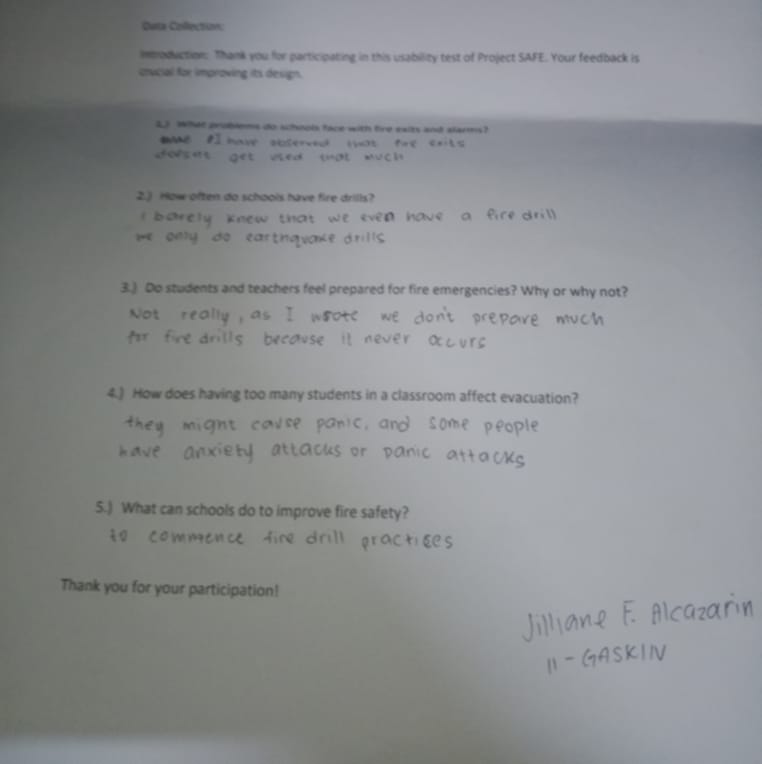 Data Collection:
Introduction: Thank you for participating in this usability test of Project SAFE. Your feedback is
crucial for improving its design.
1.) What problems do schools face with fire exits and alarms?
I have observed that fire exits
doesn't get used that much
2.) How often do schools have fire drills?
I barely knew that we even have a fire drill
we only do earthquake drills
3.) Do students and teachers feel prepared for fire emergencies? Why or why not?
Not really, as I wrote we don't prepare much
for fire drills because it never occurs
4.) How does having too many students in a classroom affect evacuation?
they might cause panic, and some people
have anxiety attacks or panic attacks
5.) What can schools do to improve fire safety?
to commence fire drill practices
Thank you for your participation!
Jilliane F. Alcazarin
11 - GASKIN